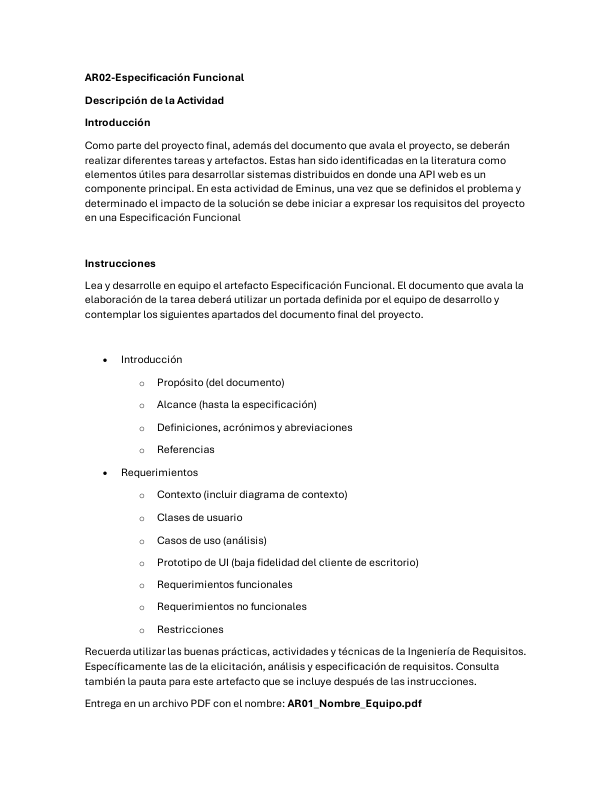 AR02-Especificación Funcional
Descripción de la Actividad
Introducción
Como parte del proyecto final, además del documento que avala el proyecto, se deberán
realizar diferentes tareas y artefactos. Estas han sido identificadas en la literatura como
elementos útiles para desarrollar sistemas distribuidos en donde una API web es un
componente principal. En esta actividad de Eminus, una vez que se definidos el problema y
determinado el impacto de la solución se debe iniciar a expresar los requisitos del proyecto
en una Especificación Funcional
Instrucciones
Lea y desarrolle en equipo el artefacto Especificación Funcional. El documento que avala la
elaboración de la tarea deberá utilizar un portada definida por el equipo de desarrollo y
contemplar los siguientes apartados del documento final del proyecto.
• Introducción
o Propósito (del documento)
o Alcance (hasta la especificación)
o Definiciones, acrónimos y abreviaciones
o Referencias
• Requerimientos
o Contexto (incluir diagrama de contexto)
o Clases de usuario
o Casos de uso (análisis)
o Prototipo de UI (baja fidelidad del cliente de escritorio)
o Requerimientos funcionales
o Requerimientos no funcionales
o Restricciones
Recuerda utilizar las buenas prácticas, actividades y técnicas de la Ingeniería de Requisitos.
Específicamente las de la elicitación, análisis y especificación de requisitos. Consulta
también la pauta para este artefacto que se incluye después de las instrucciones.
Entrega en un archivo PDF con el nombre: AR01_Nombre_Equipo.pdf